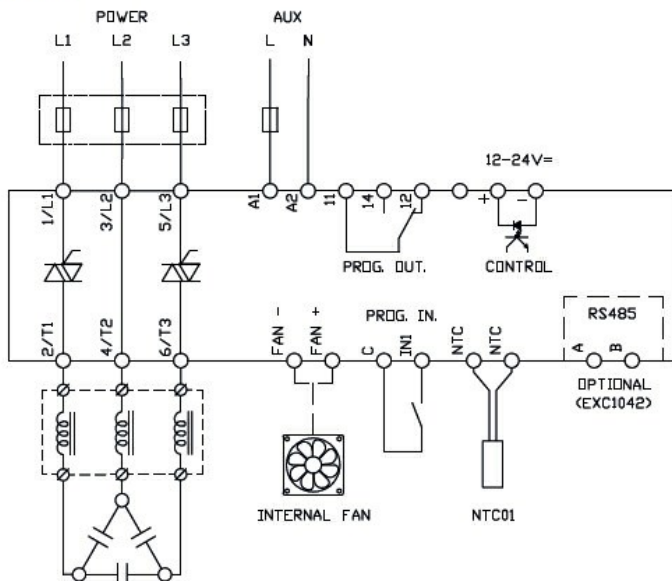 POWER AUX
L1 L2 L3 L N
12-24V=
1/L1 3/L2 5/L3 A1 A2 11 14 12 + -
PROG. OUT. CONTROL
PROG. IN. RS485
2/T1 4/T2 6/T3 FAN - FAN + C IN1 NTC NTC A B
OPTIONAL
(EXC1042)
INTERNAL FAN NTC01